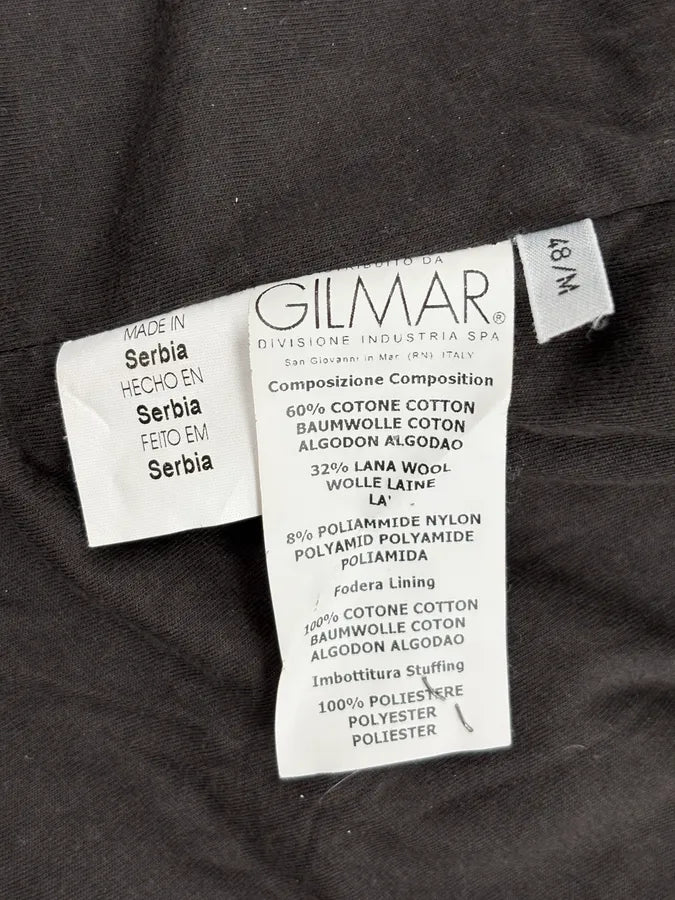 MADE IN
Serbia
HECHO EN
Serbia
FEITO EM
Serbia
DA
GILMAR®
DIVISIONE INDUSTRIA SPA
San Giovanni in Mar. (RN) ITALY
Composizione Composition
60% COTONE COTTON
BAUMWOLLE COTON
ALGODON ALGODAO
32% LANA WOOL
WOLLE LAINE
LA'
8% POLIAMMIDE NYLON
POLYAMID POLYAMIDE
POLIAMIDA
Fodera Lining
100% COTONE COTTON
BAUMWOLLE COTON
ALGODON ALGODAO
Imbottitura Stuffing
100% POLIESTERE
POLYESTER
POLIESTER
48/M